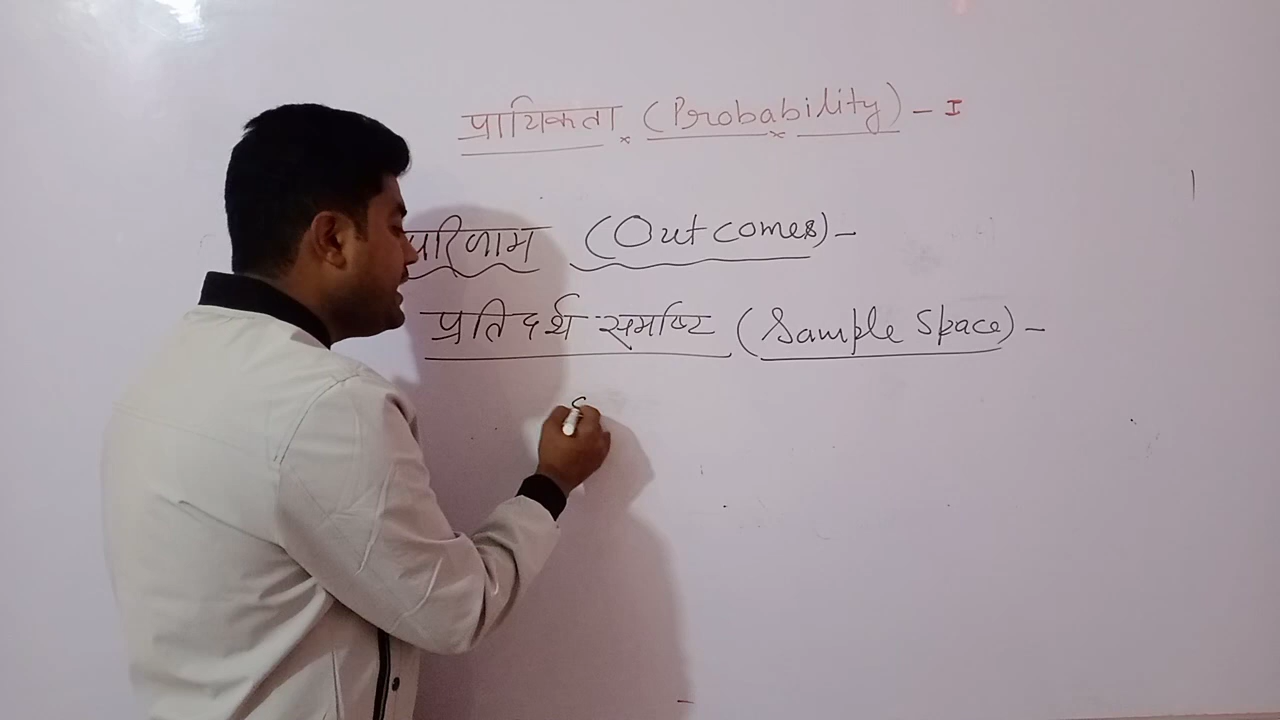 प्रायिकता (Probability) - I
परिणाम (Outcomes) -
प्रतिदर्श समष्टि (Sample Space) -
S